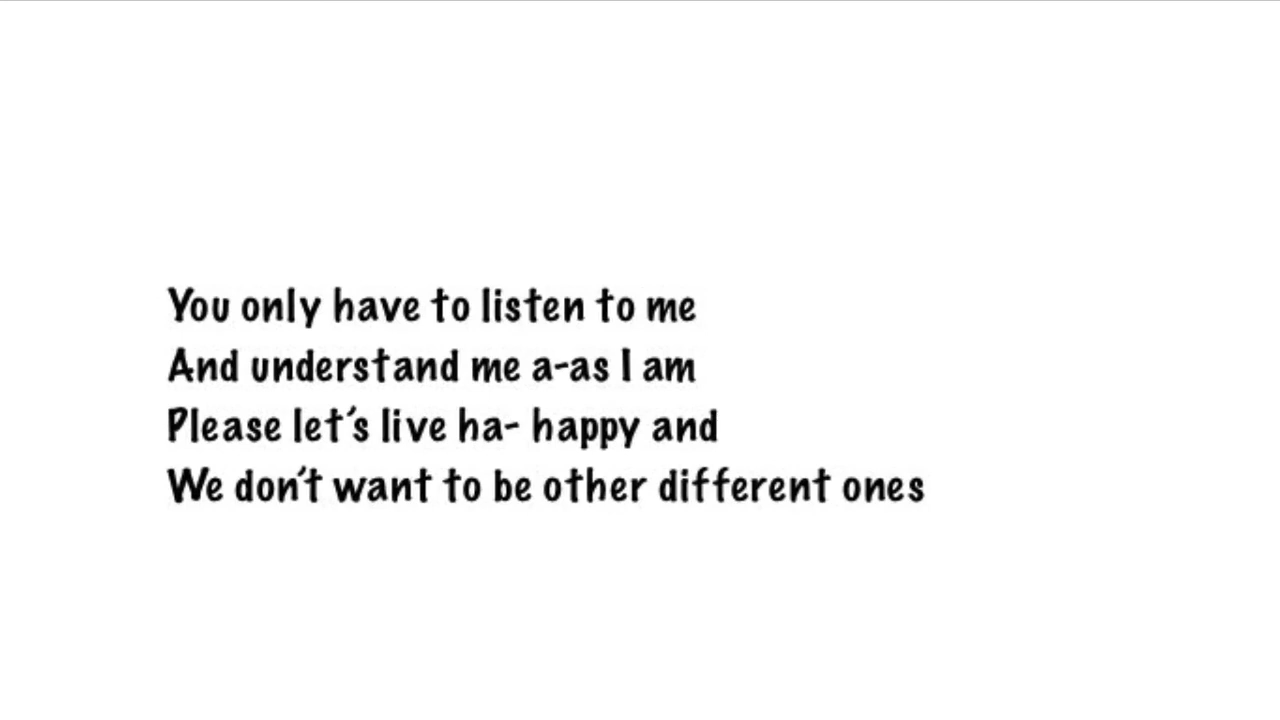 You only have to listen to me
And understand me a-as I am
Please let's live ha- happy and
We don't want to be other different ones